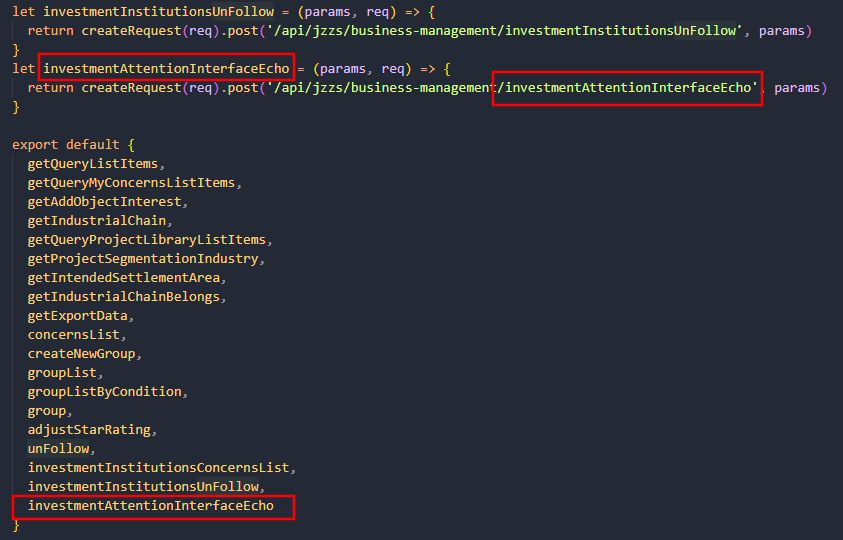 let investmentInstitutionsUnFollow = (params, req) => {
return createRequest(req).post('/api/jzzs/business-management/investmentInstitutionsUnFollow', params)
}
let investmentAttentionInterfaceEcho = (params, req) => {
return createRequest(req).post('/api/jzzs/business-management/investmentAttentionInterfaceEcho', params)
}
export default {
getQueryListItems,
getQueryMyConcernsListItems,
getAddObjectInterest,
getIndustrialChain,
getQueryProjectLibraryListItems,
getProjectSegmentationIndustry,
getIntendedSettlementArea,
getIndustrialChainBelongs,
getExportData,
concernsList,
createNewGroup,
groupList,
groupListByCondition,
group,
adjustStarRating,
unFollow,
investmentInstitutionsConcernsList,
investmentInstitutionsUnFollow,
investmentAttentionInterfaceEcho
}